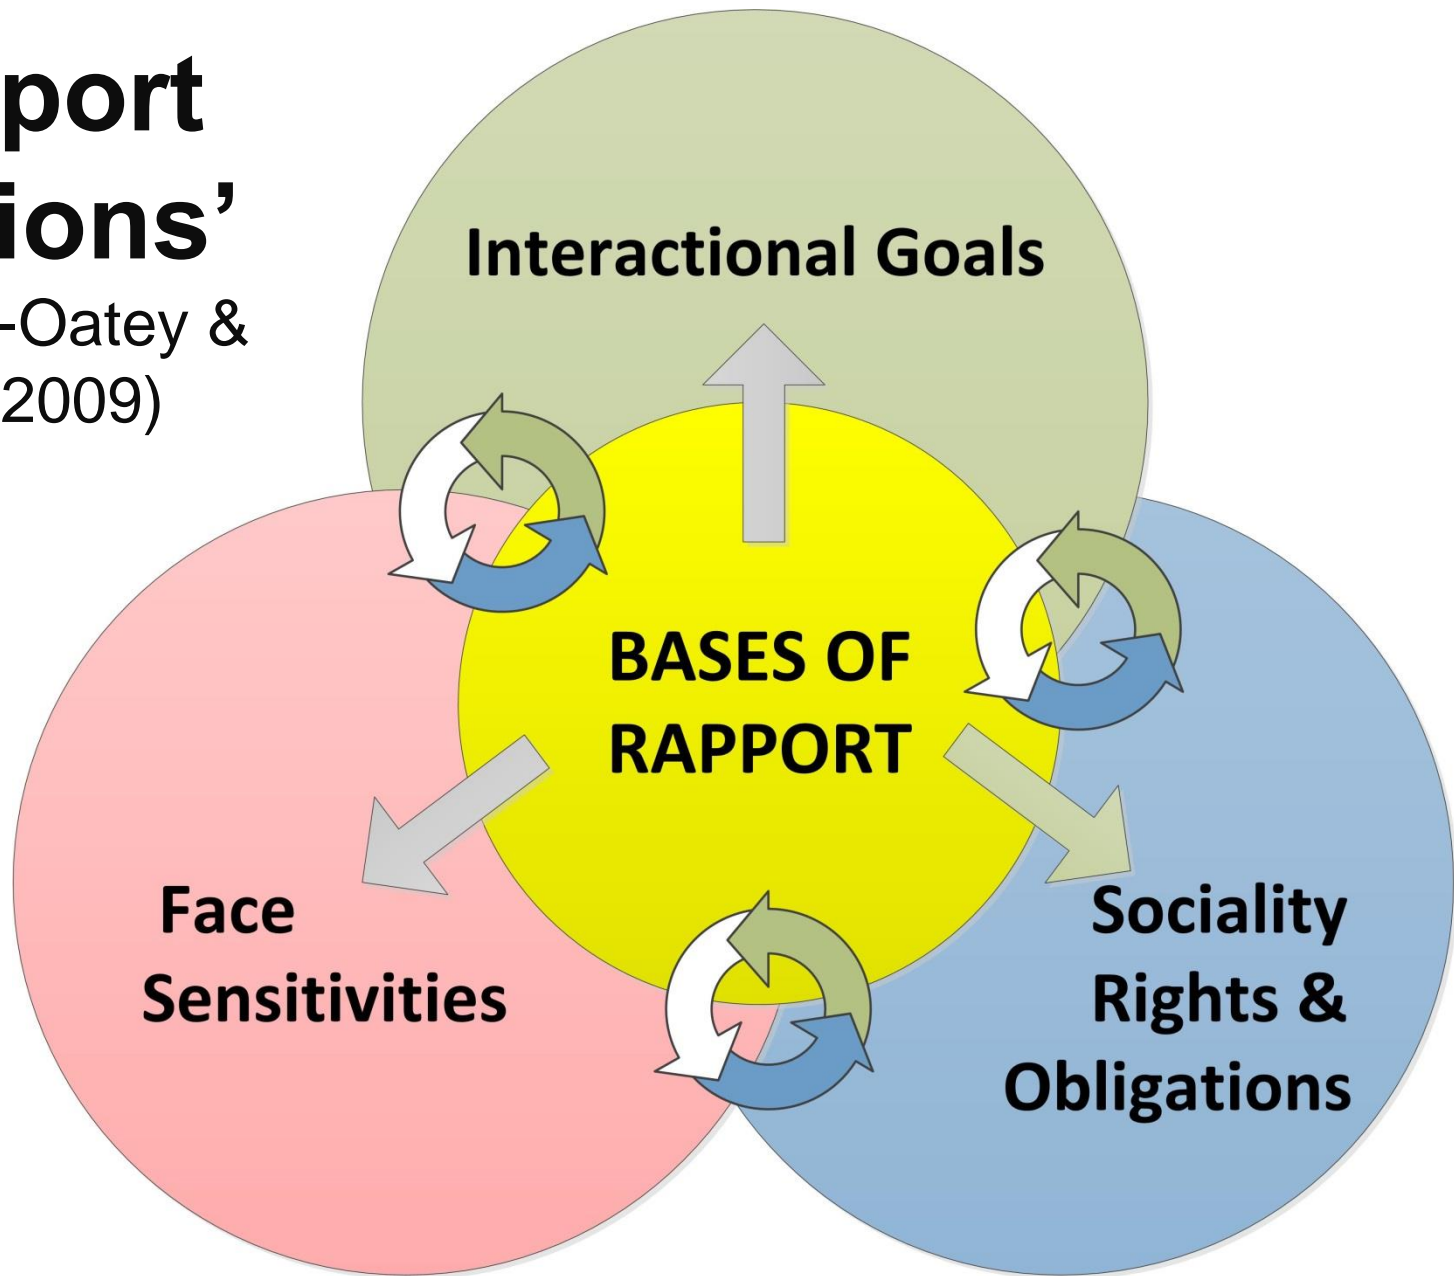 port
ions’
-Oatey &
2009)
Interactional Goals
BASES OF
RAPPORT
Face
Sensitivities
Sociality
Rights &
Obligations